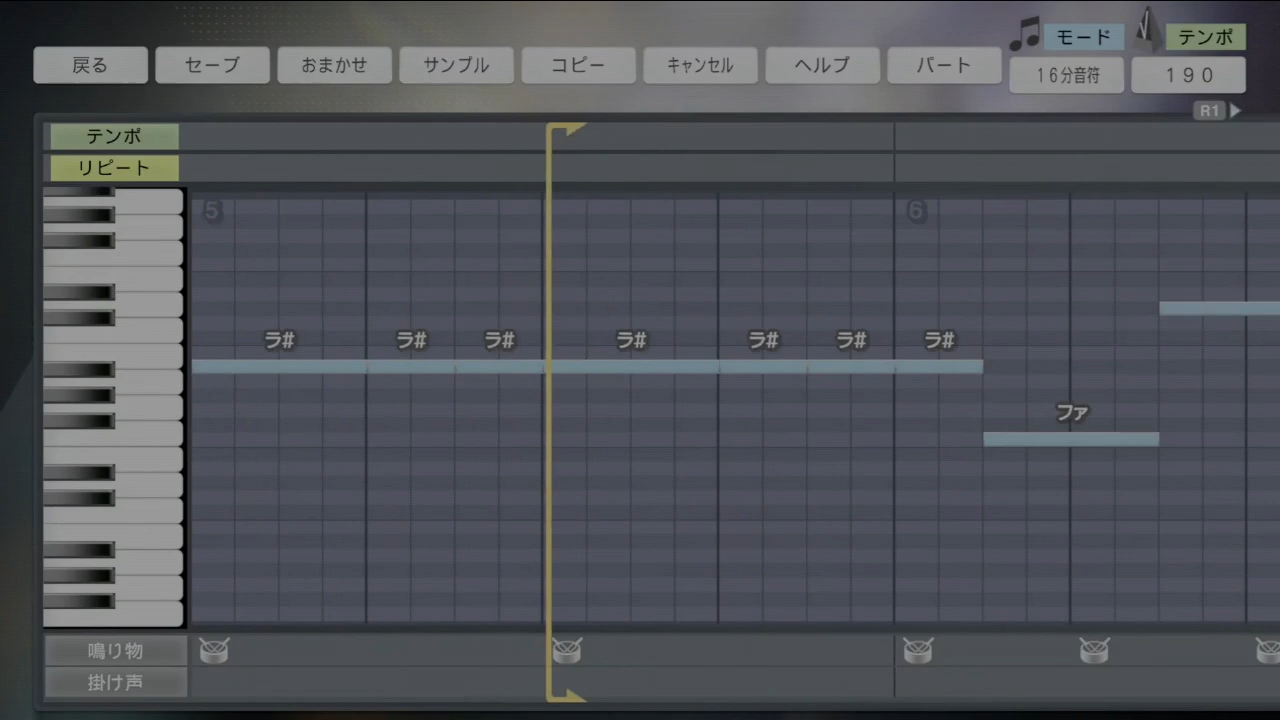 モード テンポ
戻る セーブ おまかせ サンプル コピー キャンセル ヘルプ パート 16分音符 190
R1
テンポ
リピート
5 6
ラ# ラ# ラ# ラ# ラ# ラ# ラ#
ファ
鳴り物
掛け声